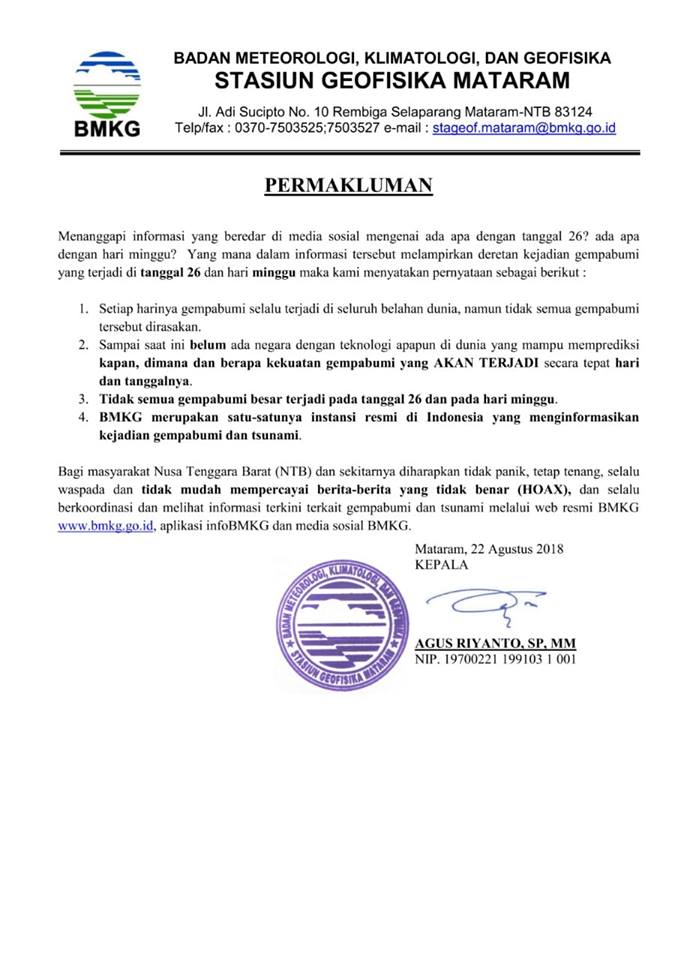 BMKG
BADAN METEOROLOGI, KLIMATOLOGI, DAN GEOFISIKA
STASIUN GEOFISIKA MATARAM
Jl. Adi Sucipto No. 10 Rembiga Selaparang Mataram-NTB 83124
Telp/fax : 0370-7503525;7503527 e-mail : stageof.mataram@bmkg.go.id
PERMAKLUMAN
Menanggapi informasi yang beredar di media sosial mengenai ada apa dengan tanggal 26? ada apa
dengan hari minggu? Yang mana dalam informasi tersebut melampirkan deretan kejadian gempabumi
yang terjadi di tanggal 26 dan hari minggu maka kami menyatakan pernyataan sebagai berikut :
1. Setiap harinya gempabumi selalu terjadi di seluruh belahan dunia, namun tidak semua gempabumi
tersebut dirasakan.
2. Sampai saat ini belum ada negara dengan teknologi apapun di dunia yang mampu memprediksi
kapan, dimana dan berapa kekuatan gempabumi yang AKAN TERJADI secara tepat hari
dan tanggalnya.
3. Tidak semua gempabumi besar terjadi pada tanggal 26 dan pada hari minggu.
4. BMKG merupakan satu-satunya instansi resmi di Indonesia yang menginformasikan
kejadian gempabumi dan tsunami.
Bagi masyarakat Nusa Tenggara Barat (NTB) dan sekitarnya diharapkan tidak panik, tetap tenang, selalu
waspada dan tidak mudah mempercayai berita-berita yang tidak benar (HOAX), dan selalu
berkoordinasi dan melihat informasi terkini terkait gempabumi dan tsunami melalui web resmi BMKG
www.bmkg.go.id, aplikasi infoBMKG dan media sosial BMKG.
Mataram, 22 Agustus 2018
KEPALA
BADAN METEOROLOGI, KLIMATOLOGI, DAN GEOFISIKA
STASIUN GEOFISIKA MATARAM
AGUS RIYANTO, SP, MM
NIP. 19700221 199103 1 001